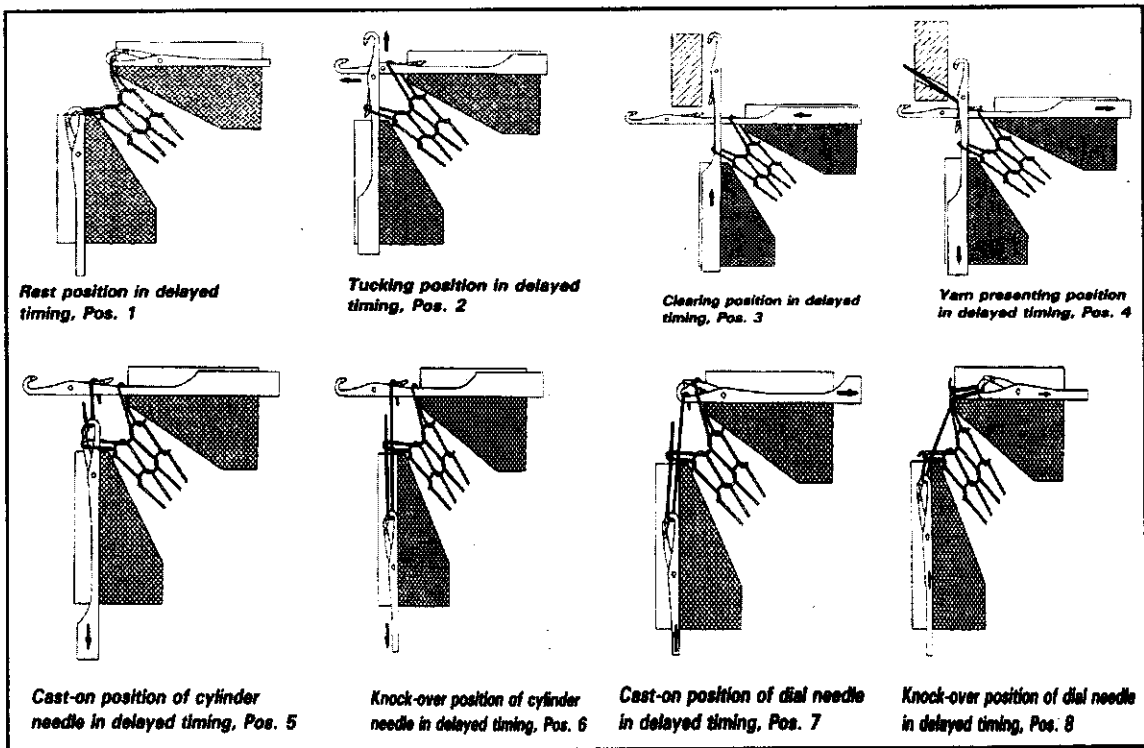 Rest position in delayed
timing, Pos. 1
Tucking position in delayed
timing, Pos. 2
Clearing position in delayed
timing, Pos. 3
Yarn presenting position
in delayed timing, Pos. 4
Cast-on position of cylinder
needle in delayed timing, Pos. 5
Knock-over position of cylinder
needle in delayed timing, Pos. 6
Cast-on position of dial needle
in delayed timing, Pos. 7
Knock-over position of dial needle
in delayed timing, Pos. 8